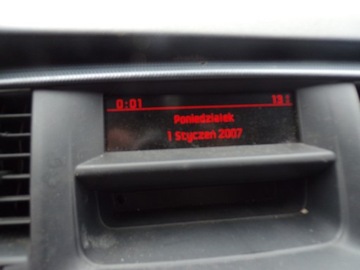 0:01 13
Poniedziałek
1 Styczeń 2007